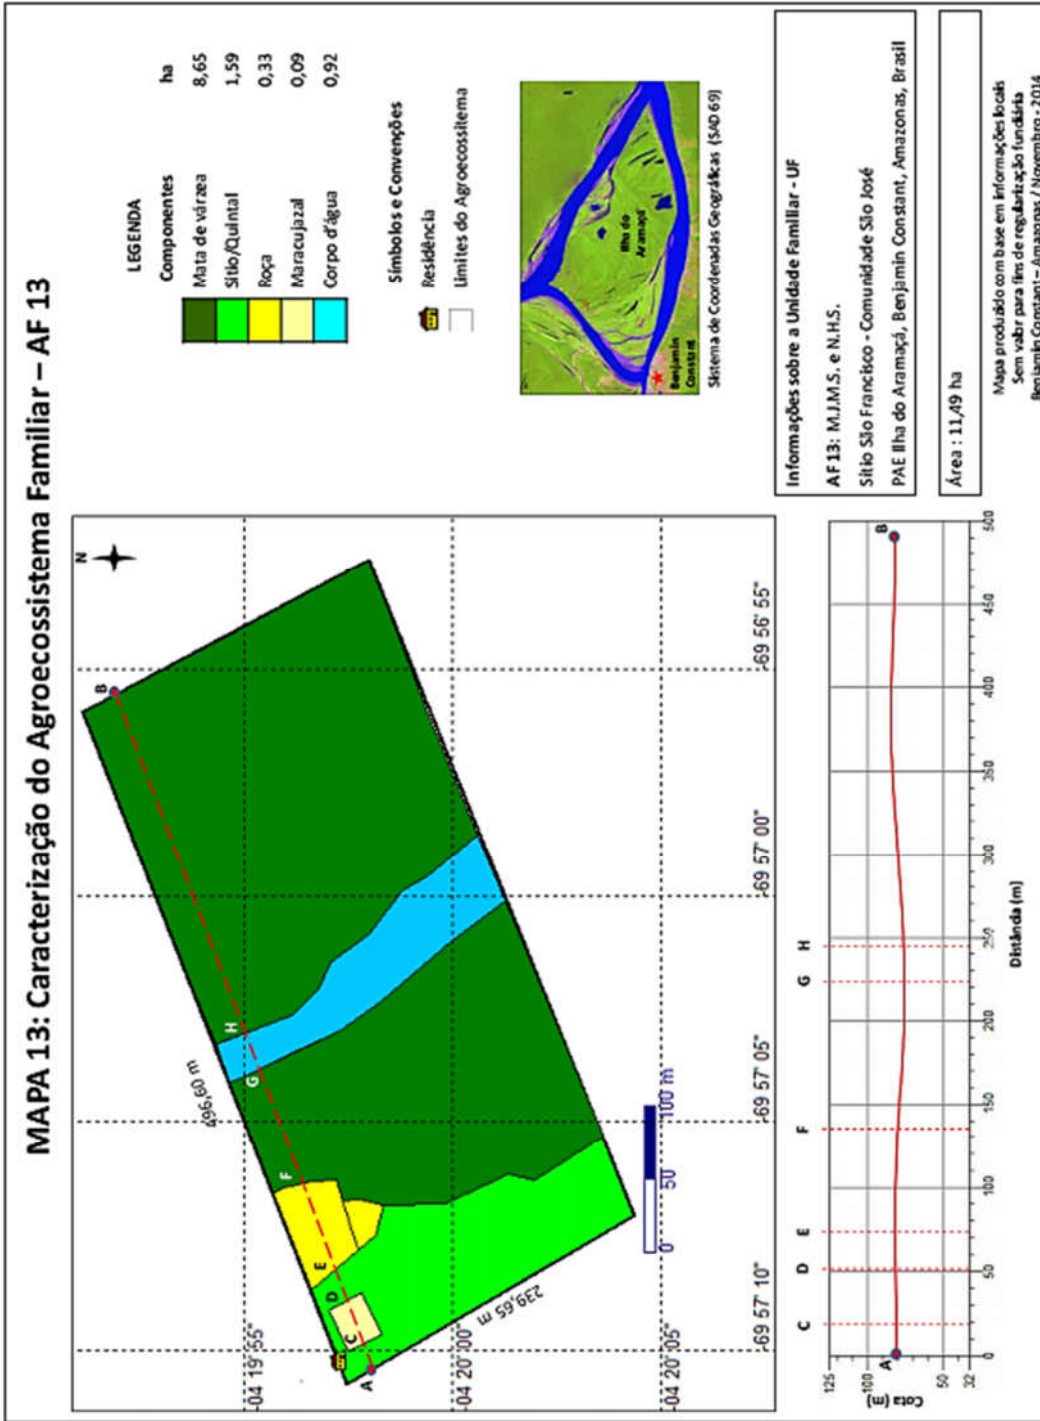 MAPA 13: Caracterização do Agroecossistema Familiar – AF 13
N
B
H
G
F
E
D
C
A
496,60 m
239,65 m
0 50 100 m
-04 19' 55"
-04 20' 00"
-04 20' 05"
-69 57' 10"
-69 57' 05"
-69 57' 00"
-69 56' 55"
LEGENDA
Componentes ha
Mata de várzea 8,65
Sítio/Quintal 1,59
Roça 0,33
Maracujazal 0,09
Corpo d'água 0,92
Símbolos e Convenções
Residência
Limites do Agroecossitema
Ilha do
Aramaçá
Benjamin
Constant
Sistema de Coordenadas Geográficas (SAD 69)
A C D E F G H B
125
100
50
32
Cota (m)
0 50 100 150 200 250 300 350 400 450 500
Distância (m)
Informações sobre a Unidade Familiar - UF
AF 13: M.J.M.S. e N.H.S.
Sítio São Francisco - Comunidade São José
PAE Ilha do Aramaçá, Benjamin Constant, Amazonas, Brasil
Área : 11,49 ha
Mapa produzido com base em informações locais
Sem valor para fins de regularização fundiária
Benjamin Constant – Amazonas / Novembro - 2014